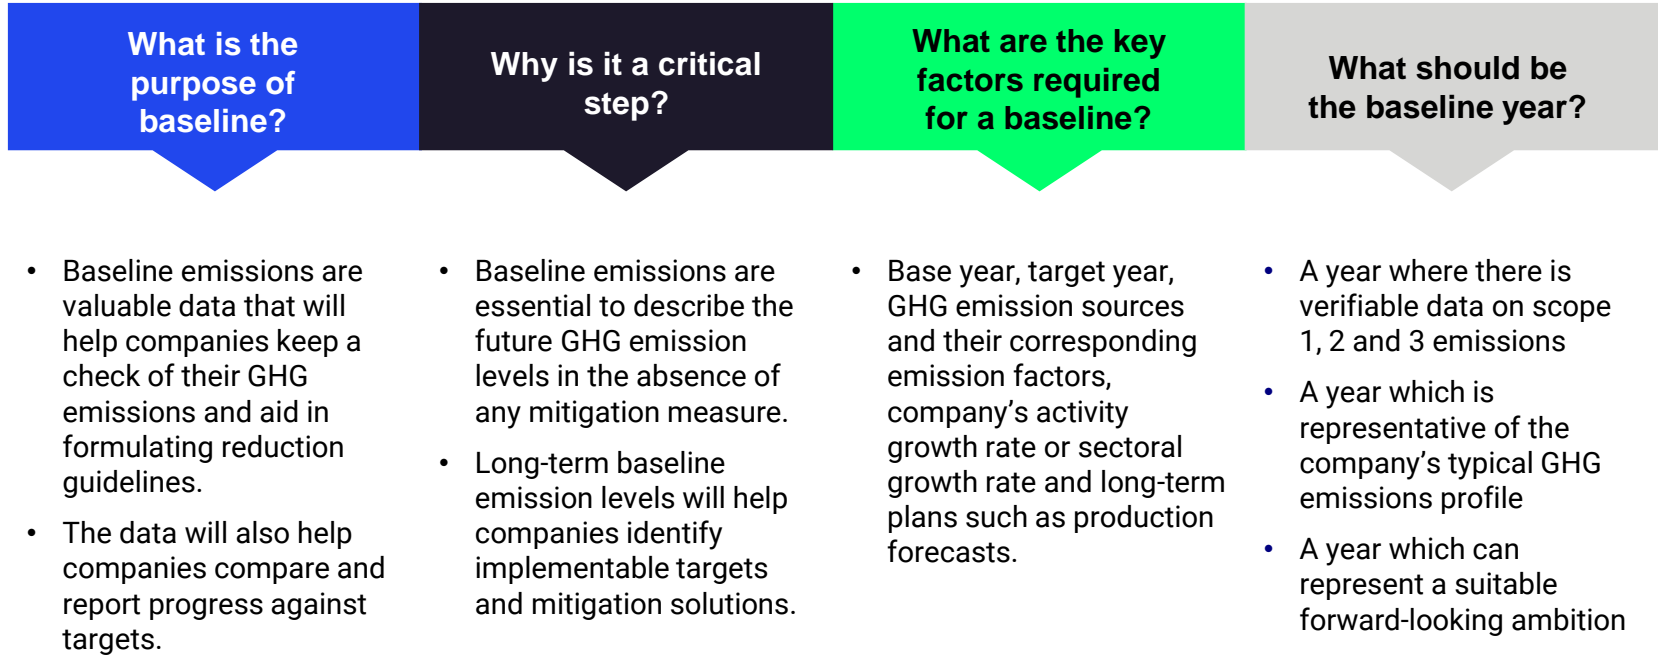 What is the
purpose of
baseline?
• Baseline emissions are
valuable data that will
help companies keep a
check of their GHG
emissions and aid in
formulating reduction
guidelines.
• The data will also help
companies compare and
report progress against
targets.
Why is it a critical
step?
• Baseline emissions are
essential to describe the
future GHG emission
levels in the absence of
any mitigation measure.
• Long-term baseline
emission levels will help
companies identify
implementable targets
and mitigation solutions.
What are the key
factors required
for a baseline?
• Base year, target year,
GHG emission sources
and their corresponding
emission factors,
company’s activity
growth rate or sectoral
growth rate and long-term
plans such as production
forecasts.
What should be
the baseline year?
• A year where there is
verifiable data on scope
1, 2 and 3 emissions
• A year which is
representative of the
company’s typical GHG
emissions profile
• A year which can
represent a suitable
forward-looking ambition